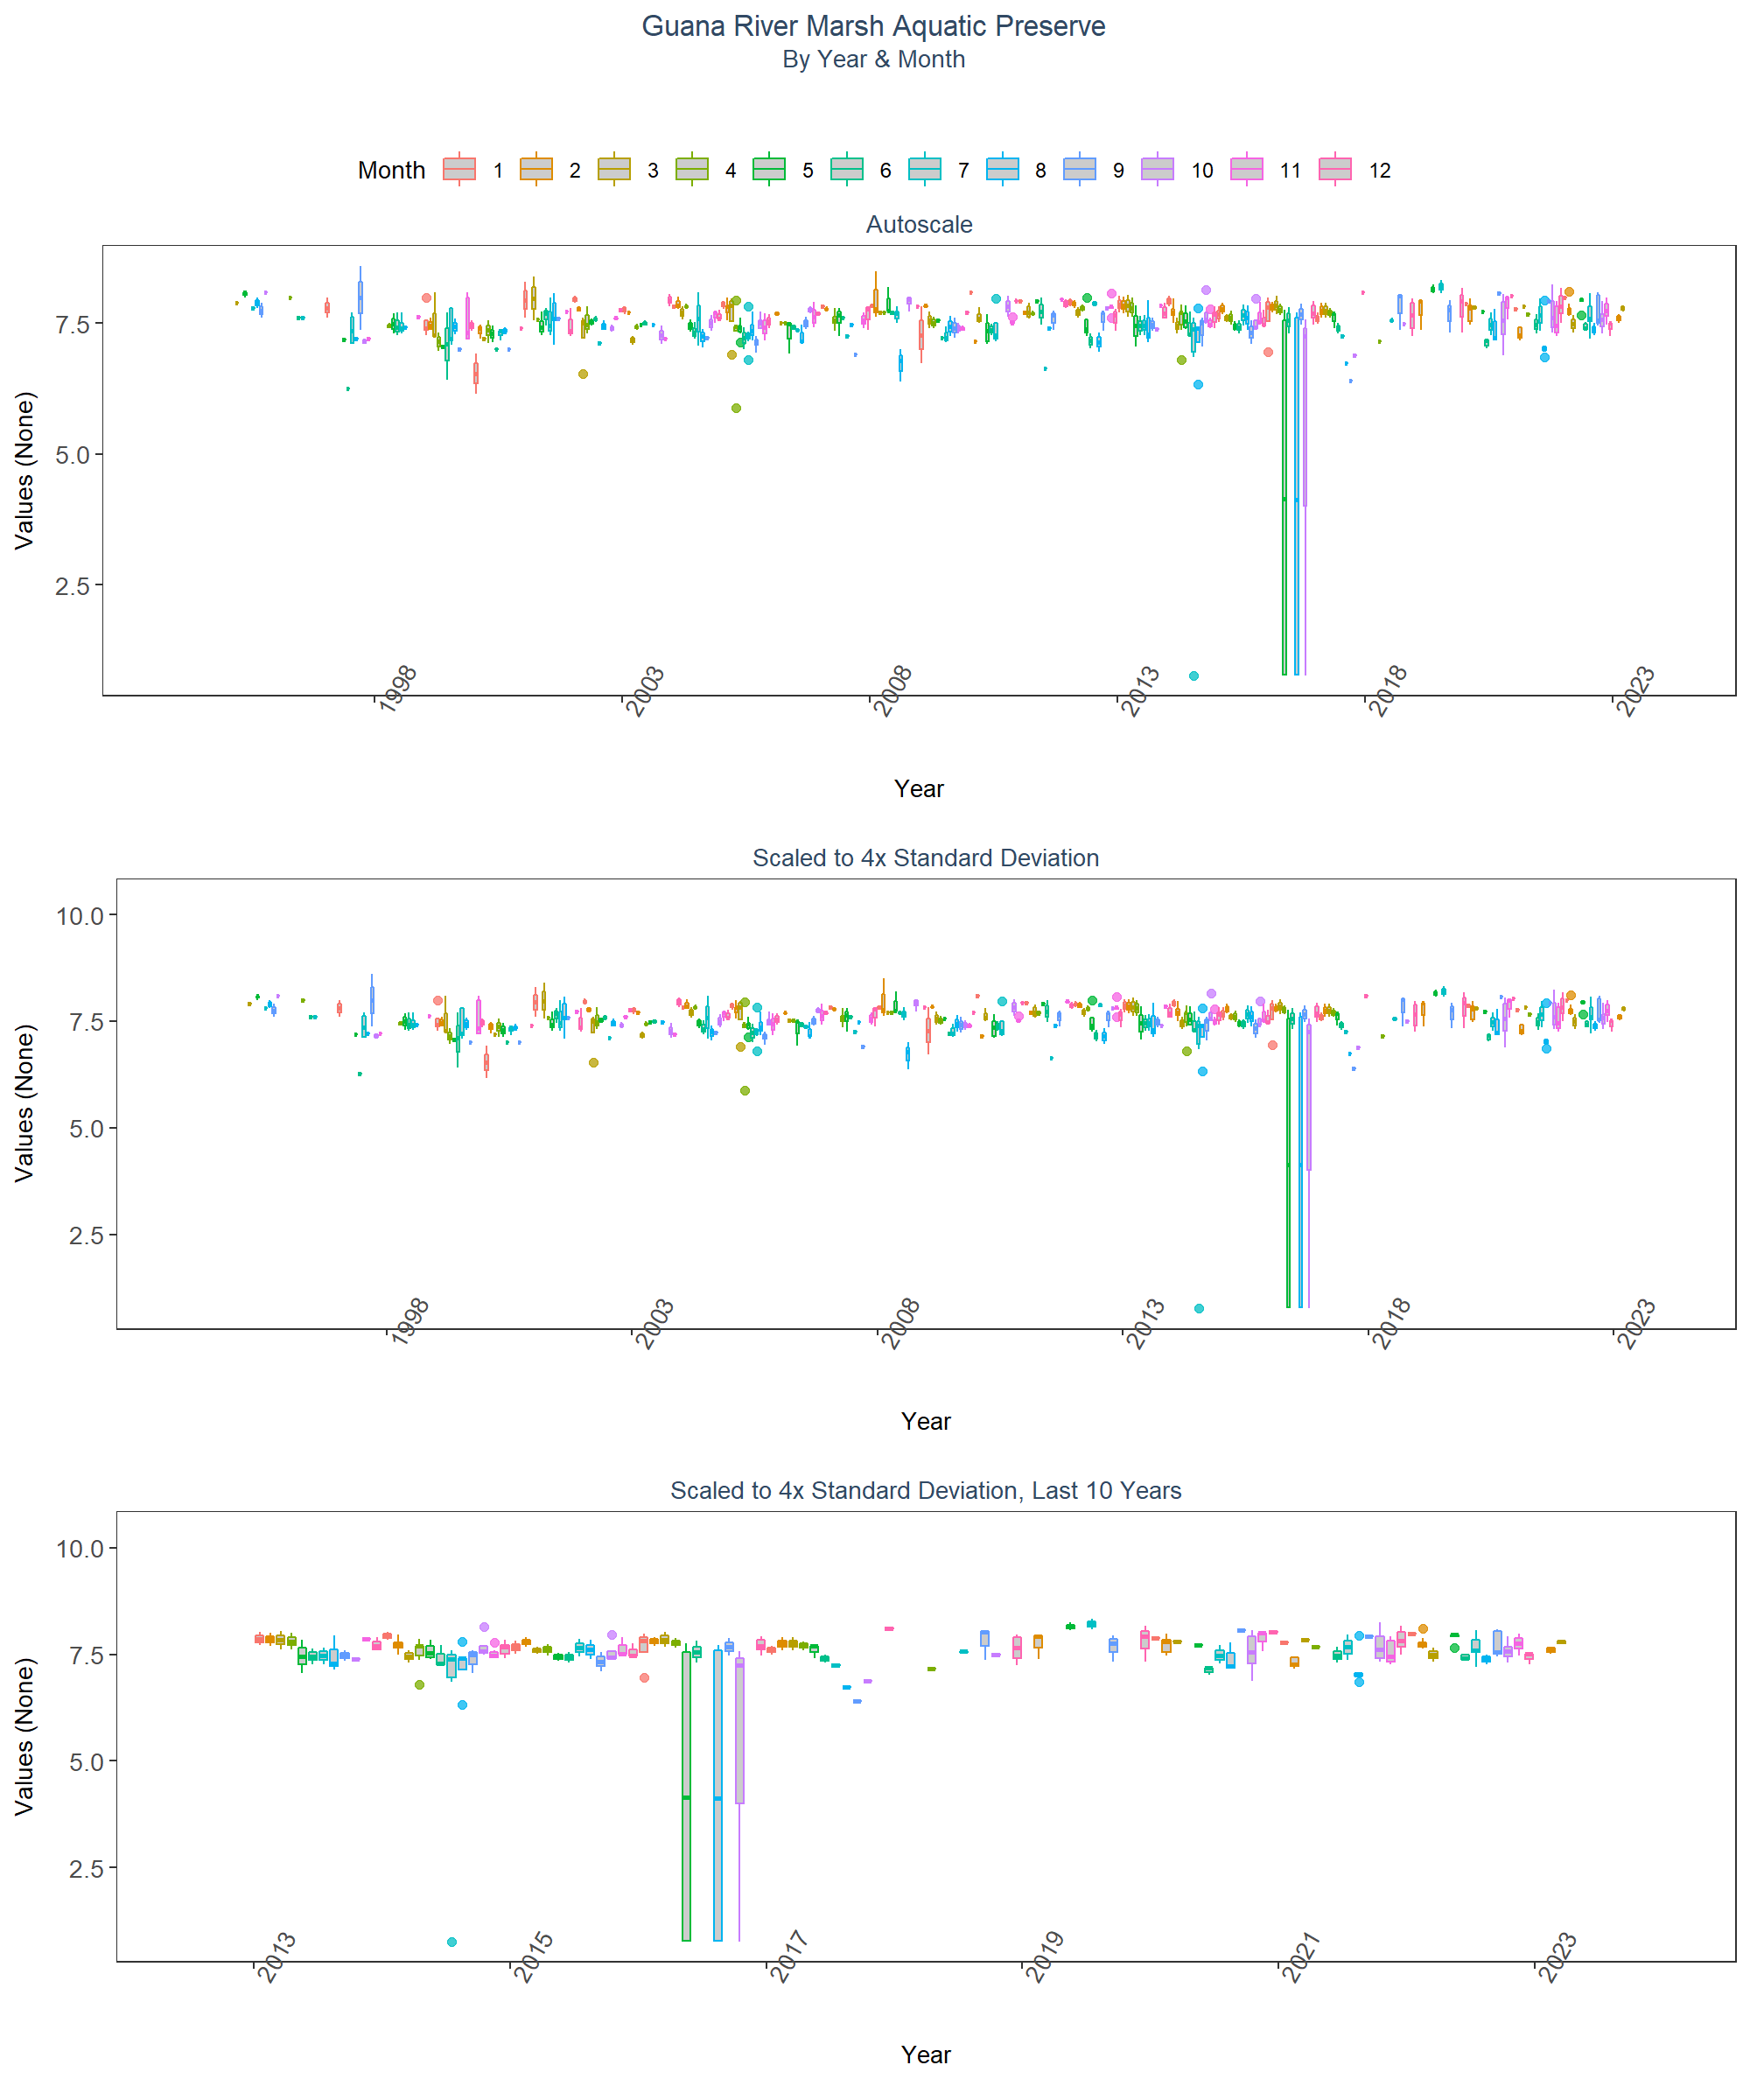 Guana River Marsh Aquatic Preserve
By Year & Month
Month 1 2 3 4 5 6 7 8 9 10 11 12
Autoscale
Values (None)
7.5
5.0
2.5
1998 2003 2008 2013 2018 2023
Year
Scaled to 4x Standard Deviation
Values (None)
10.0
7.5
5.0
2.5
1998 2003 2008 2013 2018 2023
Year
Scaled to 4x Standard Deviation, Last 10 Years
Values (None)
10.0
7.5
5.0
2.5
2013 2015 2017 2019 2021 2023
Year